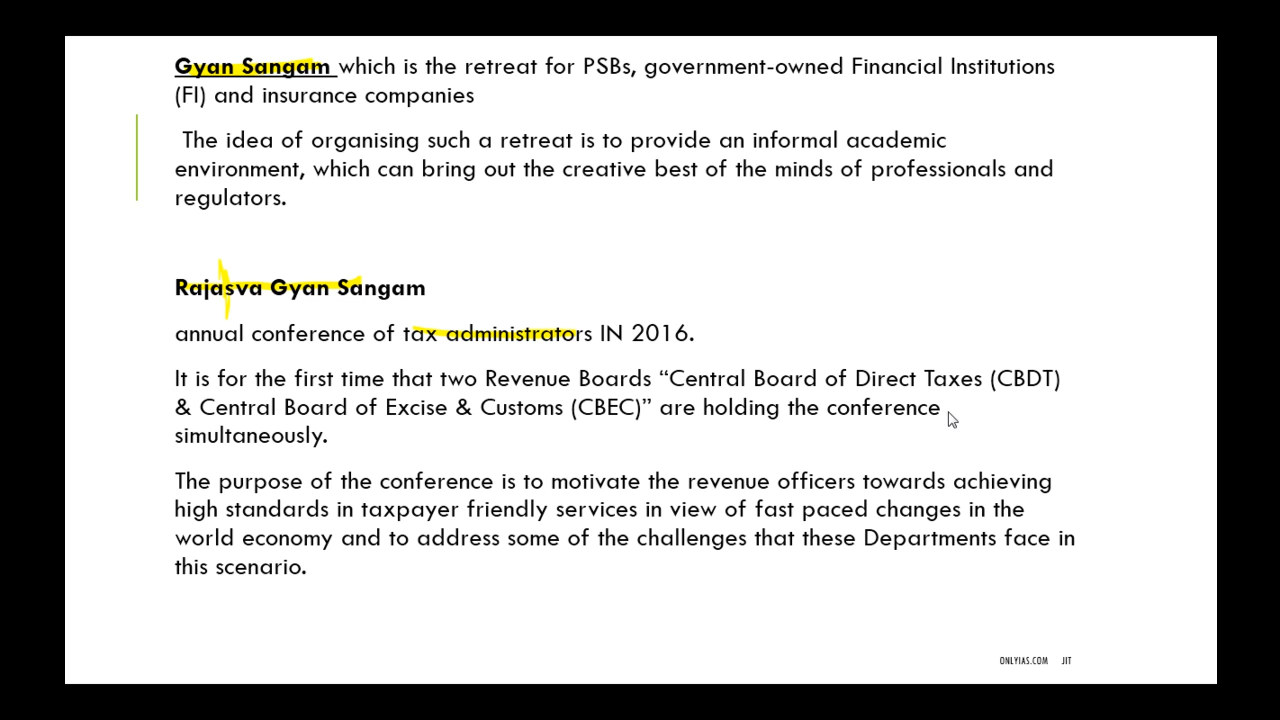 Gyan Sangam which is the retreat for PSBs, government-owned Financial Institutions
(FI) and insurance companies
The idea of organising such a retreat is to provide an informal academic
environment, which can bring out the creative best of the minds of professionals and
regulators.
Rajasva Gyan Sangam
annual conference of tax administrators IN 2016.
It is for the first time that two Revenue Boards “Central Board of Direct Taxes (CBDT)
& Central Board of Excise & Customs (CBEC)” are holding the conference
simultaneously.
The purpose of the conference is to motivate the revenue officers towards achieving
high standards in taxpayer friendly services in view of fast paced changes in the
world economy and to address some of the challenges that these Departments face in
this scenario.
ONLYIAS.COM JIT